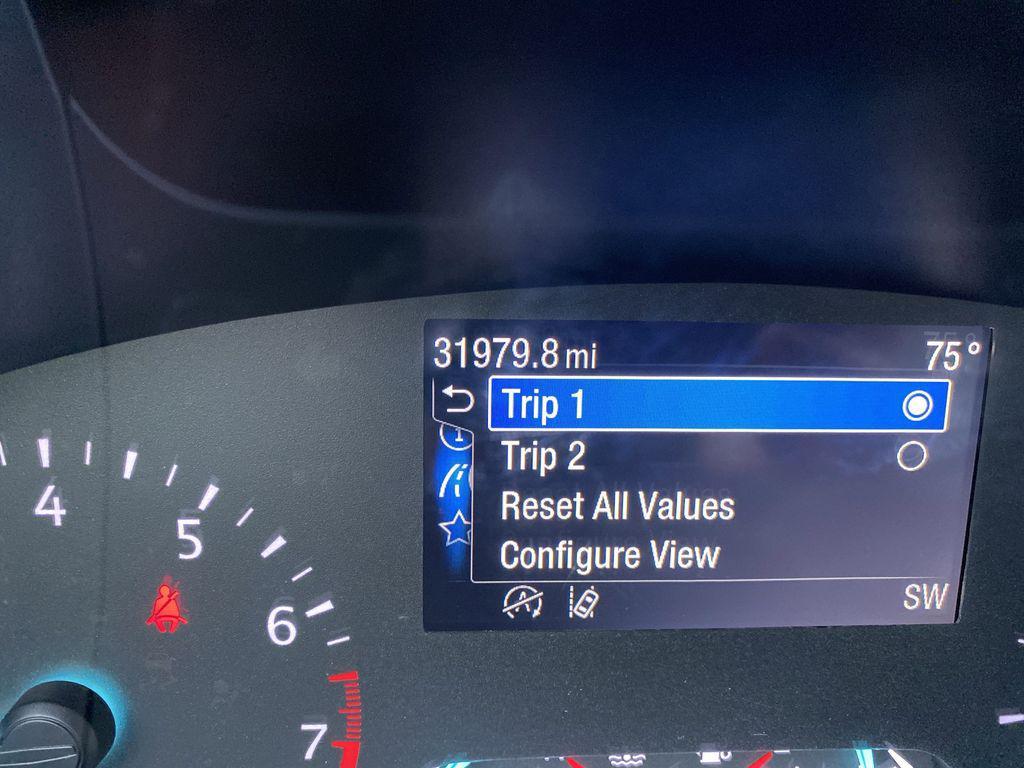 31979.8 mi 75°
Trip 1
Trip 2
Reset All Values
Configure View
SW
4
5
6
7